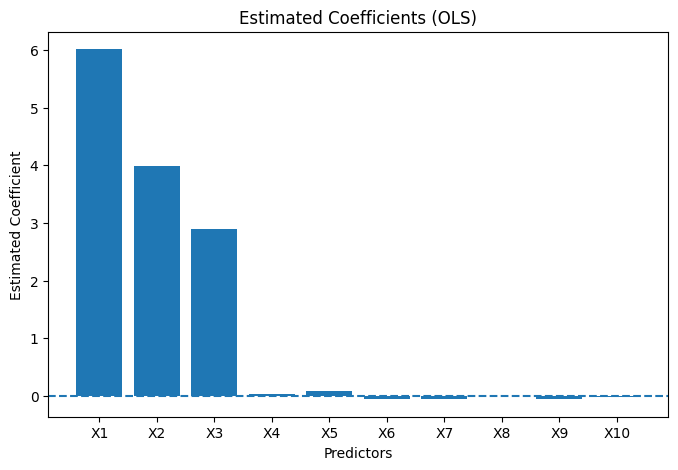 Estimated Coefficients (OLS)
Estimated Coefficient
6
5
4
3
2
1
0
X1 X2 X3 X4 X5 X6 X7 X8 X9 X10
Predictors